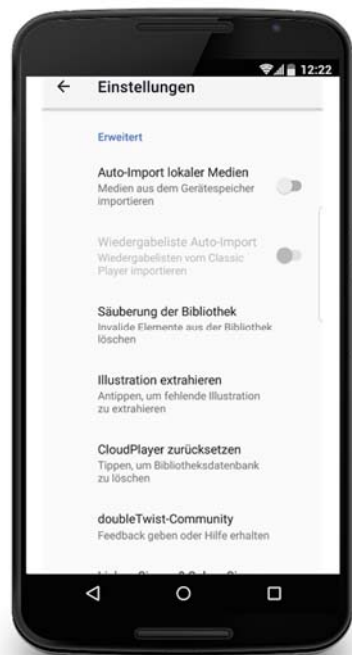 12:22
Einstellungen
Erweitert
Auto-Import lokaler Medien
Medien aus dem Gerätespeicher
importieren
Wiedergabeliste Auto-Import
Wiedergabelisten vom Classic
Player importieren
Säuberung der Bibliothek
Invalide Elemente aus der Bibliothek
löschen
Illustration extrahieren
Antippen, um fehlende Illustration
zu extrahieren
CloudPlayer zurücksetzen
Tippen, um Bibliotheksdatenbank
zu löschen
doubleTwist-Community
Feedback geben oder Hilfe erhalten